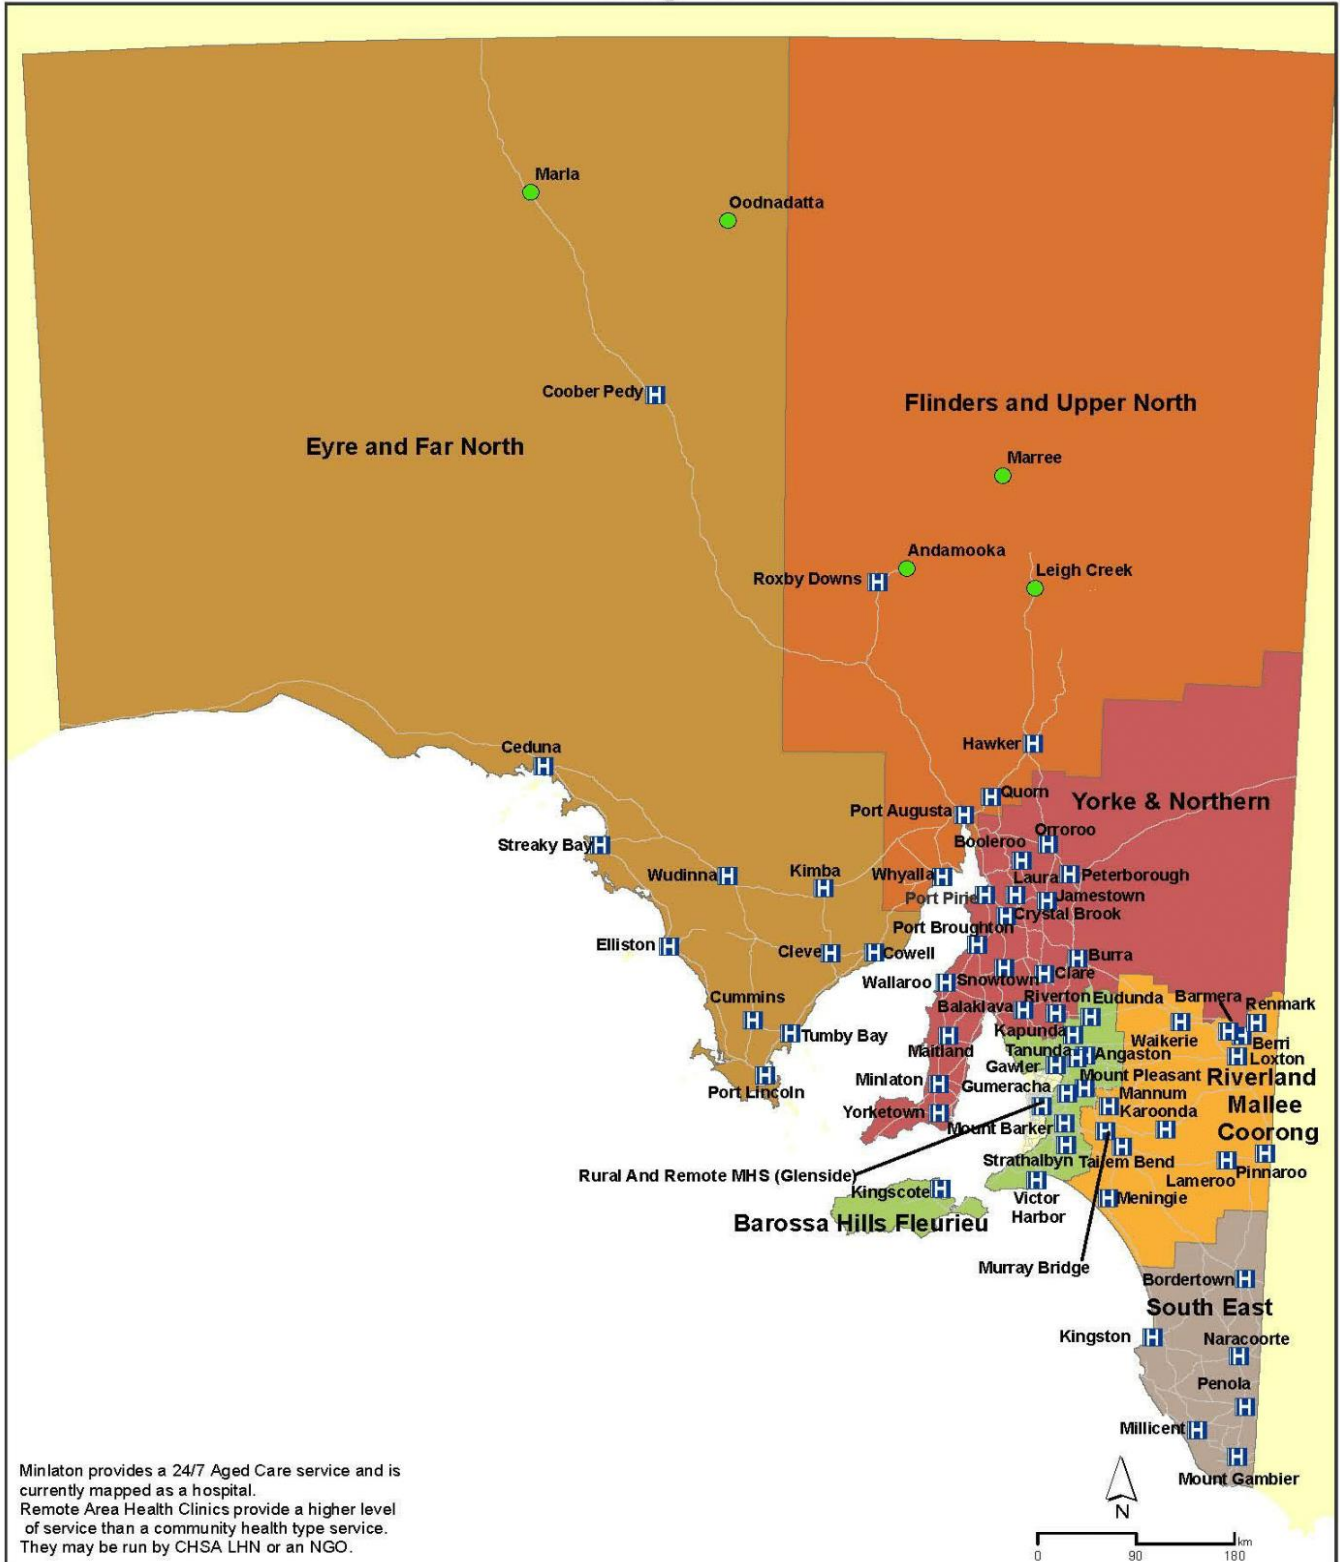 Marla
Oodnadatta
Coober Pedy
Flinders and Upper North
Eyre and Far North
Marree
Andamooka
Roxby Downs
Leigh Creek
Hawker
Ceduna
Quorn
Yorke & Northern
Port Augusta
Orroroo
Booleroo
Streaky Bay
Wudinna
Kimba
Whyalla
Laura
Peterborough
Port Pirie
Jamestown
Crystal Brook
Port Broughton
Elliston
Cleve
Cowell
Burra
Wallaroo
Snowtown
Clare
Cummins
Balaklava
Riverton
Eudunda
Barmera
Renmark
Tumby Bay
Kapunda
Waikerie
Berri
Maitland
Tanunda
Angaston
Loxton
Gawler
Port Lincoln
Minlaton
Gumeracha
Mount Pleasant
Riverland
Mallee
Coorong
Mannum
Karoonda
Yorketown
Mount Barker
Strathalbyn
Tailem Bend
Rural And Remote MHS (Glenside)
Lameroo
Pinnaroo
Kingscote
Victor
Harbor
Meningie
Barossa Hills Fleurieu
Murray Bridge
Bordertown
South East
Kingston
Naracoorte
Penola
Millicent
Mount Gambier
Minlaton provides a 24/7 Aged Care service and is
currently mapped as a hospital.
Remote Area Health Clinics provide a higher level
of service than a community health type service.
They may be run by CHSA LHN or an NGO.
N
km
0 90 180